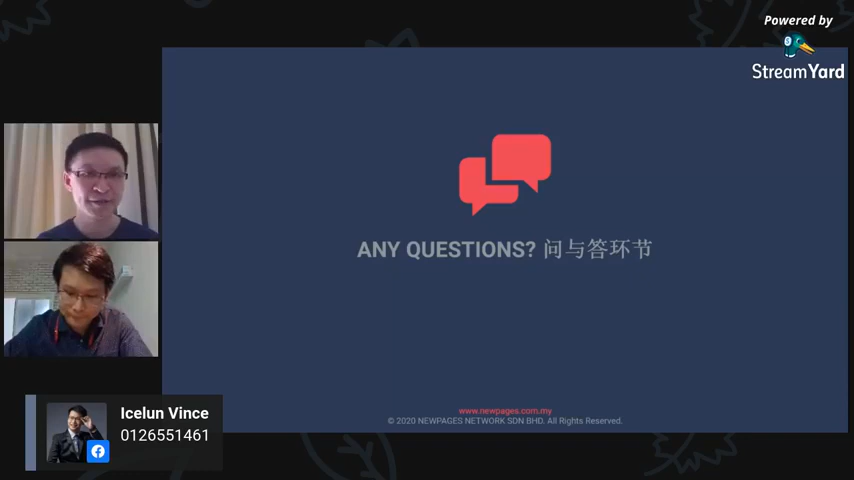 Powered by
StreamYard
ANY QUESTIONS? 问与答环节
www.newpages.com.my
© 2020 NEWPAGES NETWORK SDN BHD. All Rights Reserved.
Icelun Vince
0126551461